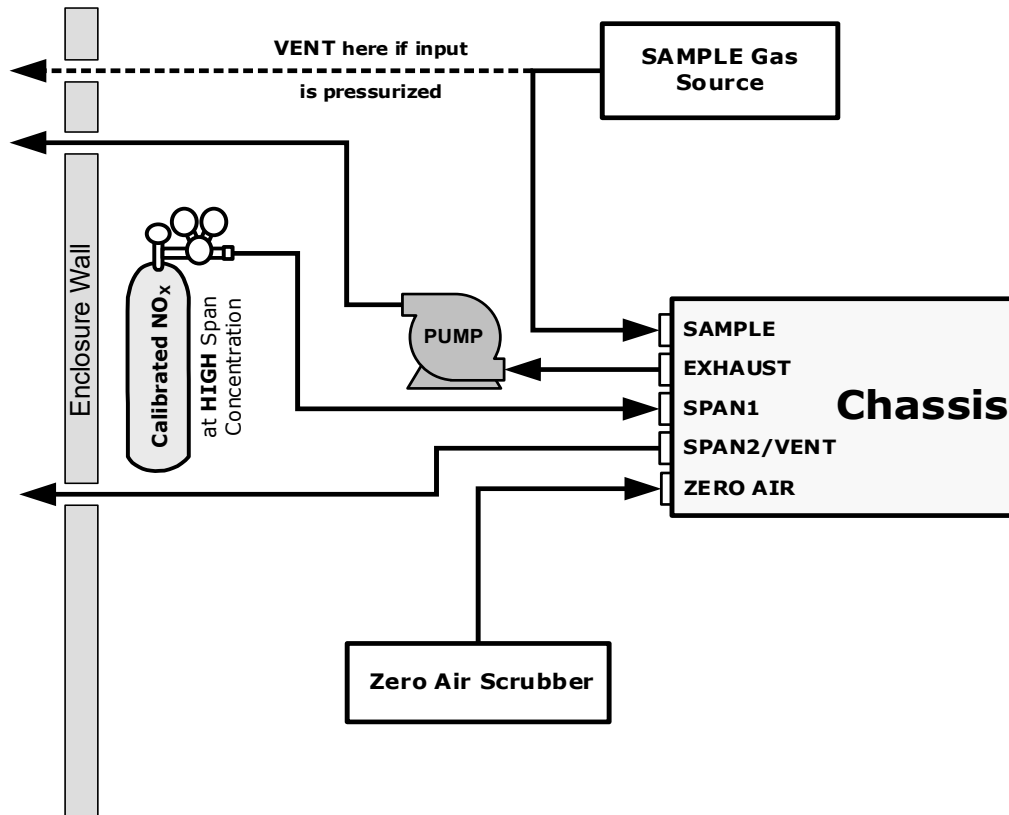 VENT here if input
is pressurized
SAMPLE Gas
Source
Enclosure Wall
Calibrated NOX
at HIGH Span
Concentration
PUMP
SAMPLE
EXHAUST
SPAN1
SPAN2/VENT
ZERO AIR
Chassis
Zero Air Scrubber